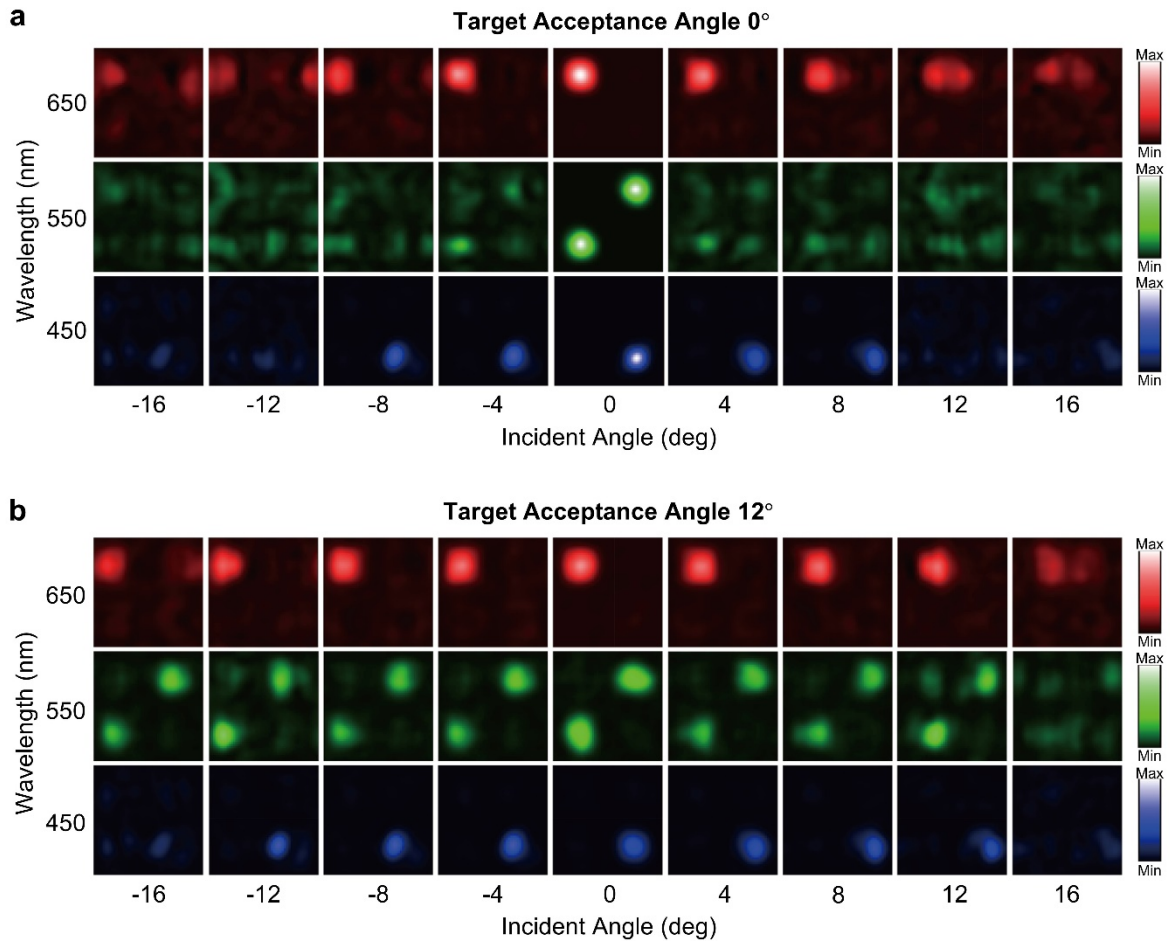 a
Target Acceptance Angle 0°
Wavelength (nm)
650
550
450
Max
Min
Max
Min
Max
Min
-16 -12 -8 -4 0 4 8 12 16
Incident Angle (deg)
b
Target Acceptance Angle 12°
Wavelength (nm)
650
550
450
Max
Min
Max
Min
Max
Min
-16 -12 -8 -4 0 4 8 12 16
Incident Angle (deg)